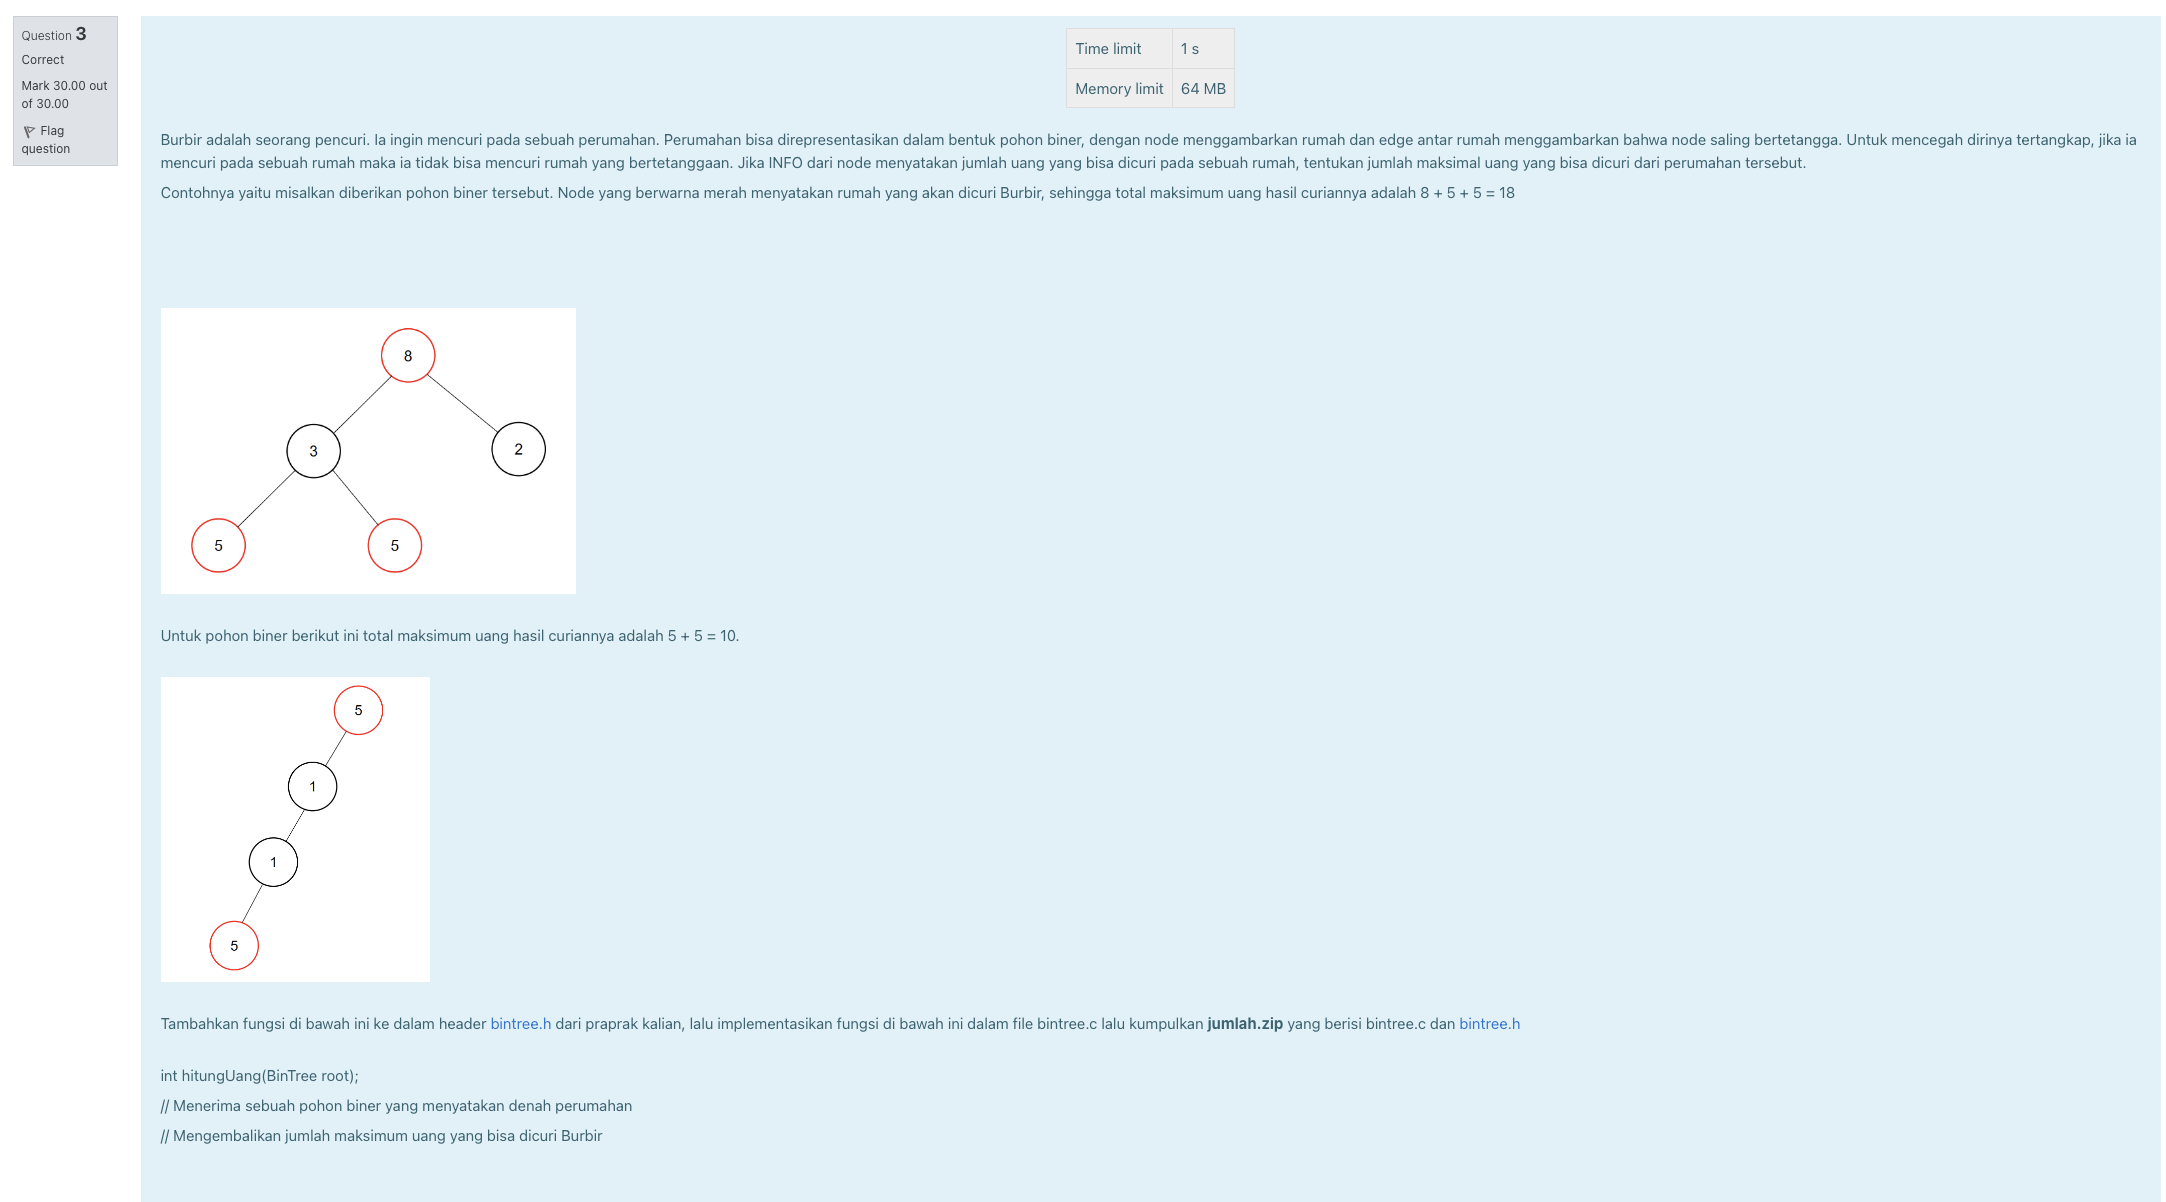 Question 3
Correct
Mark 30.00 out
of 30.00
Flag
question
Time limit 1 s
Memory limit 64 MB
Burbir adalah seorang pencuri. Ia ingin mencuri pada sebuah perumahan. Perumahan bisa direpresentasikan dalam bentuk pohon biner, dengan node menggambarkan rumah dan edge antar rumah menggambarkan bahwa node saling bertetangga. Untuk mencegah dirinya tertangkap, jika ia
mencuri pada sebuah rumah maka ia tidak bisa mencuri rumah yang bertetanggaan. Jika INFO dari node menyatakan jumlah uang yang bisa dicuri pada sebuah rumah, tentukan jumlah maksimal uang yang bisa dicuri dari perumahan tersebut.
Contohnya yaitu misalkan diberikan pohon biner tersebut. Node yang berwarna merah menyatakan rumah yang akan dicuri Burbir, sehingga total maksimum uang hasil curiannya adalah 8 + 5 + 5 = 18
8
3 2
5 5
Untuk pohon biner berikut ini total maksimum uang hasil curiannya adalah 5 + 5 = 10.
5
1
1
5
Tambahkan fungsi di bawah ini ke dalam header bintree.h dari praprak kalian, lalu implementasikan fungsi di bawah ini dalam file bintree.c lalu kumpulkan jumlah.zip yang berisi bintree.c dan bintree.h
int hitungUang(BinTree root);
// Menerima sebuah pohon biner yang menyatakan denah perumahan
// Mengembalikan jumlah maksimum uang yang bisa dicuri Burbir